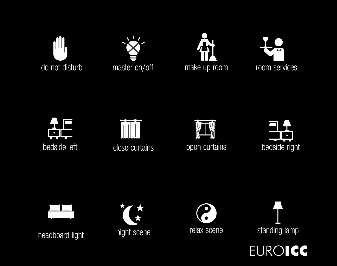 do not disturb
master on/off
make up room
room services
bedside left
close curtains
open curtains
bedside right
headboard light
night scene
relax scene
standing lamp
EUROICC